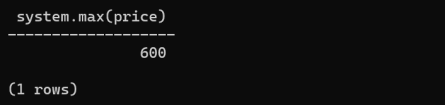 system.max(price)
-------------------
600
(1 rows)